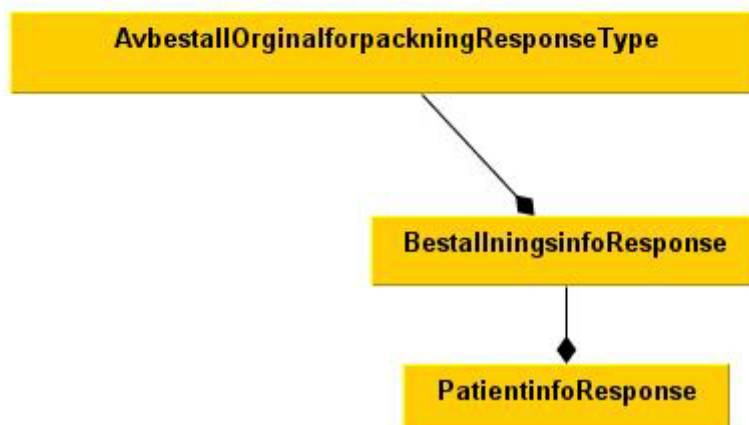 AvbestallOrginalforpackningResponseType
BestallningsinfoResponse
PatientinfoResponse